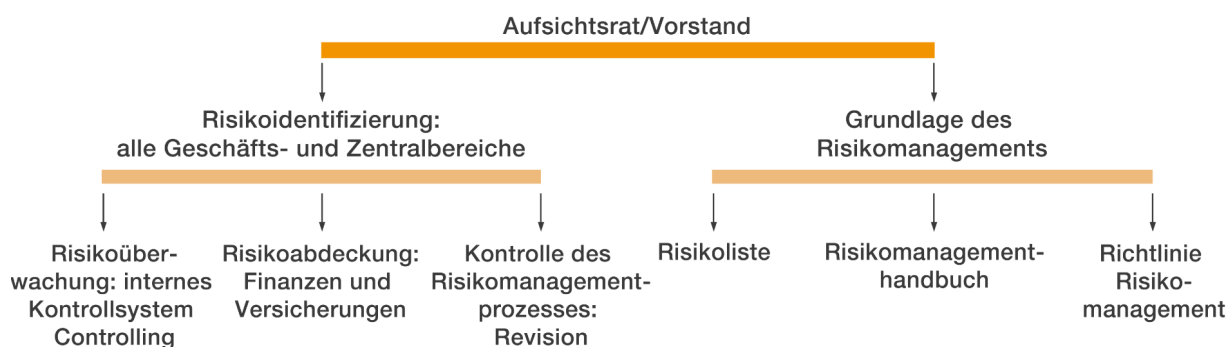 Aufsichtsrat/Vorstand
Risikoidentifizierung:
alle Geschäfts- und Zentralbereiche
Grundlage des
Risikomanagements
Risikoüber-
wachung: internes
Kontrollsystem
Controlling
Risikoabdeckung:
Finanzen und
Versicherungen
Kontrolle des
Risikomanagement-
prozesses:
Revision
Risikoliste
Risikomanagement-
handbuch
Richtlinie
Risiko-
management